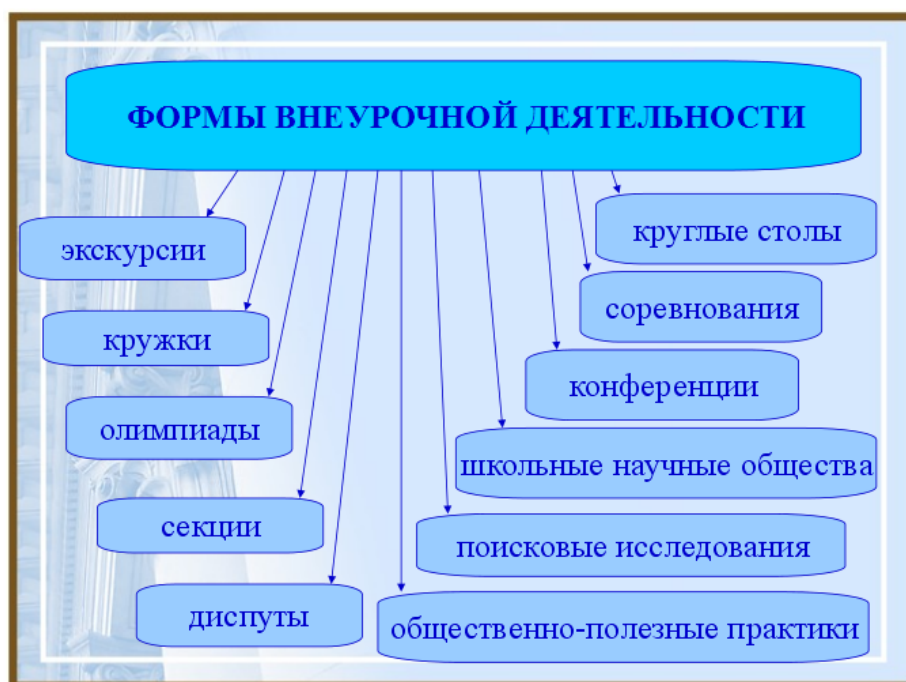 ФОРМЫ ВНЕУРОЧНОЙ ДЕЯТЕЛЬНОСТИ
экскурсии
кружки
олимпиады
секции
диспуты
круглые столы
соревнования
конференции
школьные научные общества
поисковые исследования
общественно-полезные практики